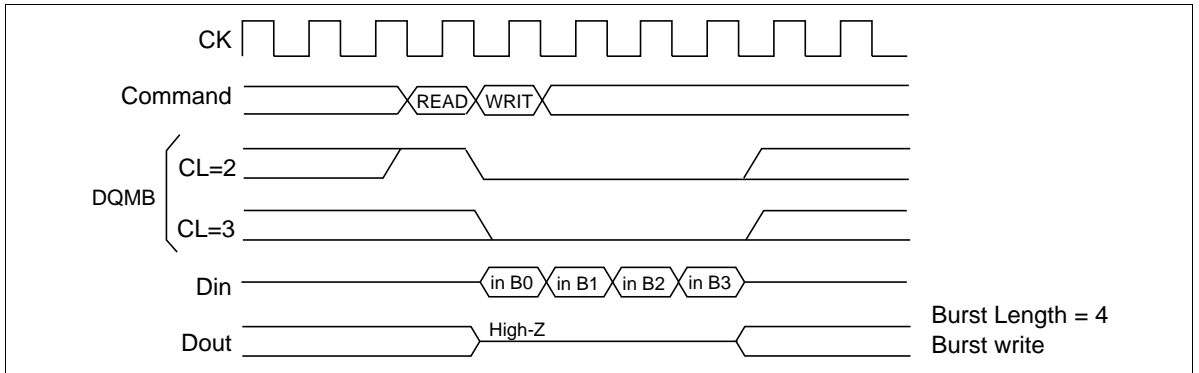 CK
Command
READ
WRIT
DQMB
CL=2
CL=3
Din
in B0
in B1
in B2
in B3
Dout
High-Z
Burst Length = 4
Burst write